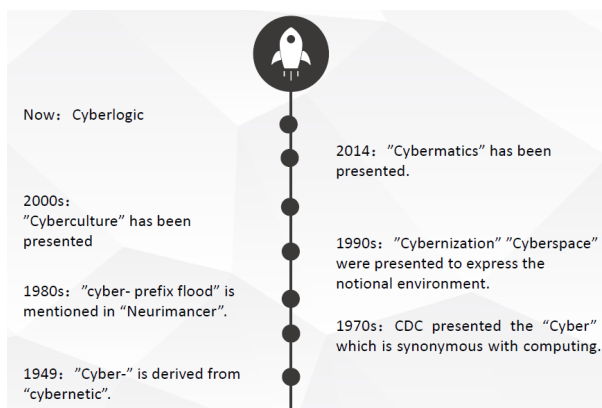 Now：Cyberlogic
2014：”Cybermatics” has been
presented.
2000s：
”Cyberculture” has been
presented
1990s：”Cybernization” ”Cyberspace”
were presented to express the
notional environment.
1980s：”cyber- prefix flood” is
mentioned in “Neurimancer”.
1970s：CDC presented the “Cyber”
which is synonymous with computing.
1949：”Cyber-” is derived from
“cybernetic”.